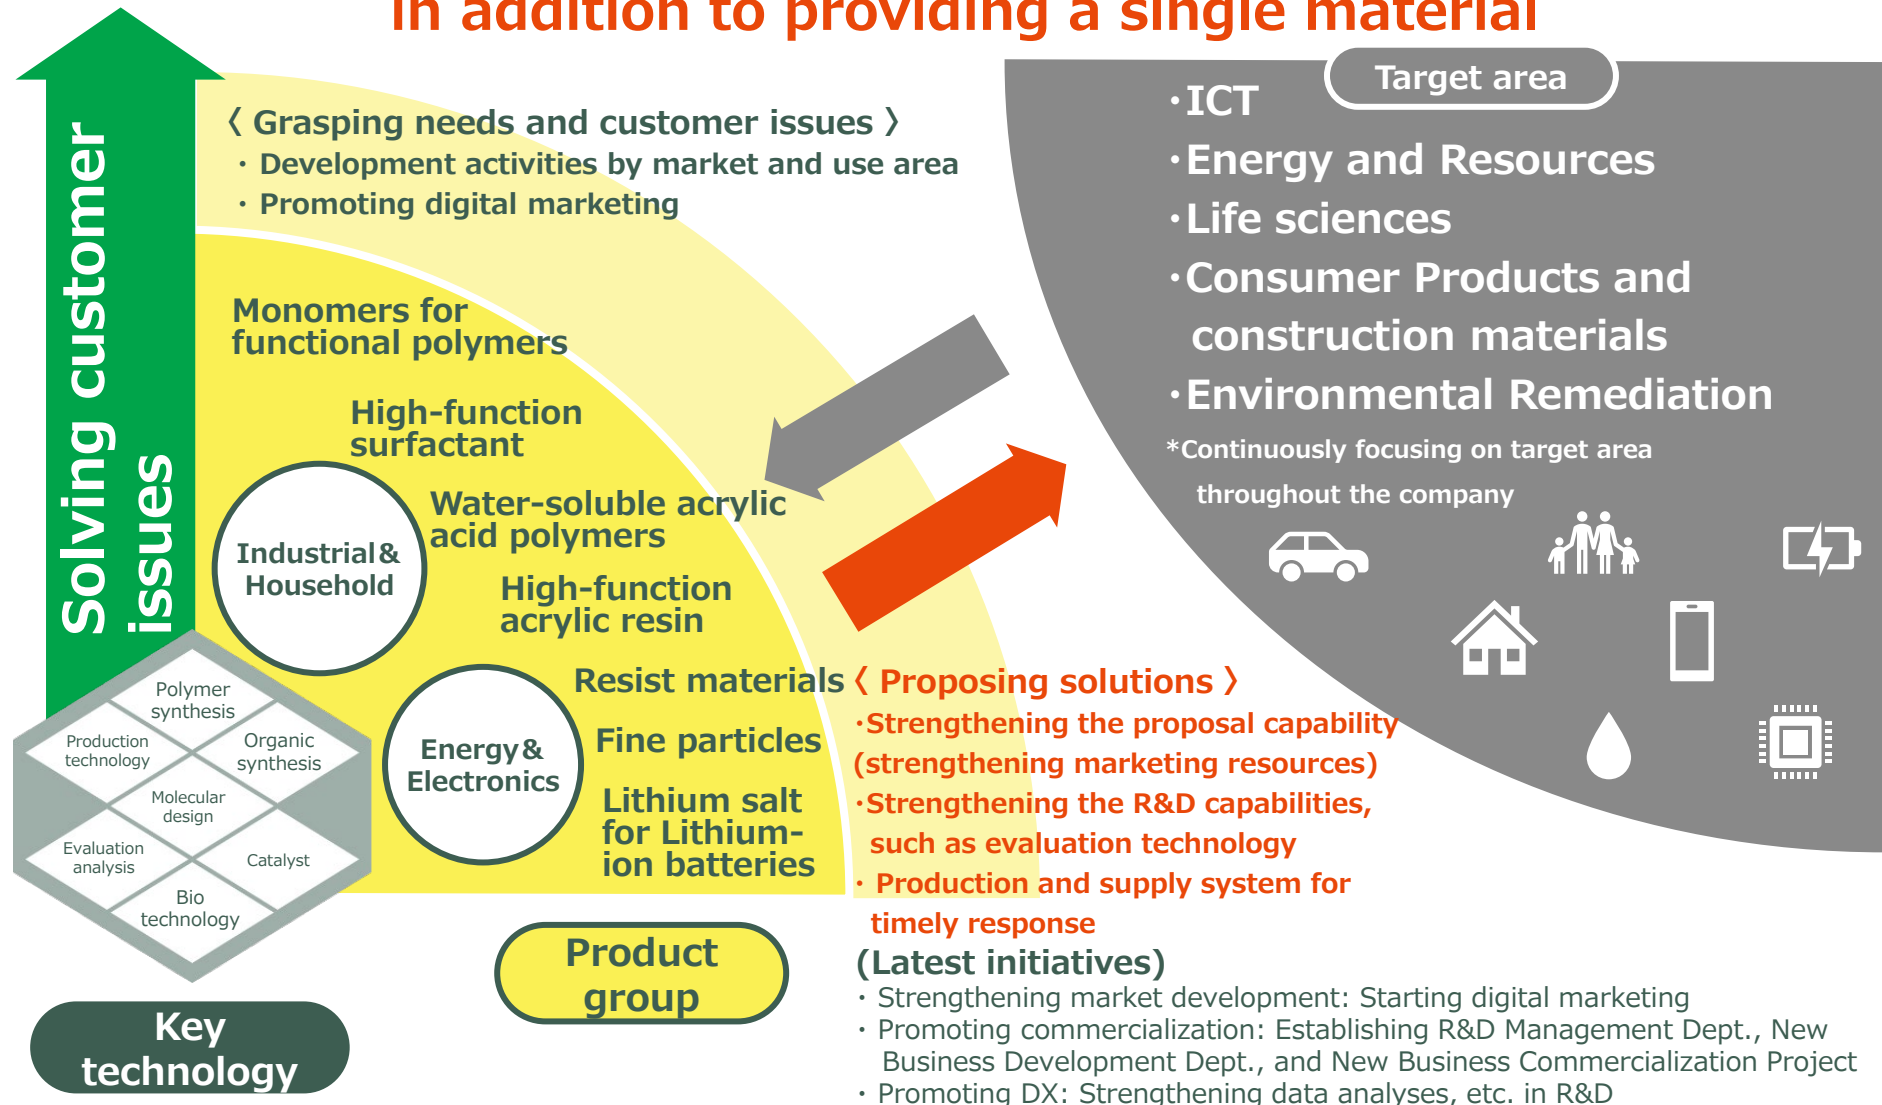 in addition to providing a single material
Solving customer
issues
〈 Grasping needs and customer issues 〉
・ Development activities by market and use area
・ Promoting digital marketing
Monomers for
functional polymers
High-function
surfactant
Water-soluble acrylic
acid polymers
High-function
acrylic resin
Resist materials
Fine particles
Lithium salt
for Lithium-
ion batteries
Industrial&
Household
Energy&
Electronics
Polymer
synthesis
Production
technology
Organic
synthesis
Molecular
design
Evaluation
analysis
Catalyst
Bio
technology
Key
technology
Product
group
Target area
・ICT
・Energy and Resources
・Life sciences
・Consumer Products and
construction materials
・Environmental Remediation
*Continuously focusing on target area
throughout the company
〈 Proposing solutions 〉
・Strengthening the proposal capability
(strengthening marketing resources)
・Strengthening the R&D capabilities,
such as evaluation technology
・ Production and supply system for
timely response
(Latest initiatives)
・ Strengthening market development: Starting digital marketing
・ Promoting commercialization: Establishing R&D Management Dept., New
Business Development Dept., and New Business Commercialization Project
・ Promoting DX: Strengthening data analyses, etc. in R&D